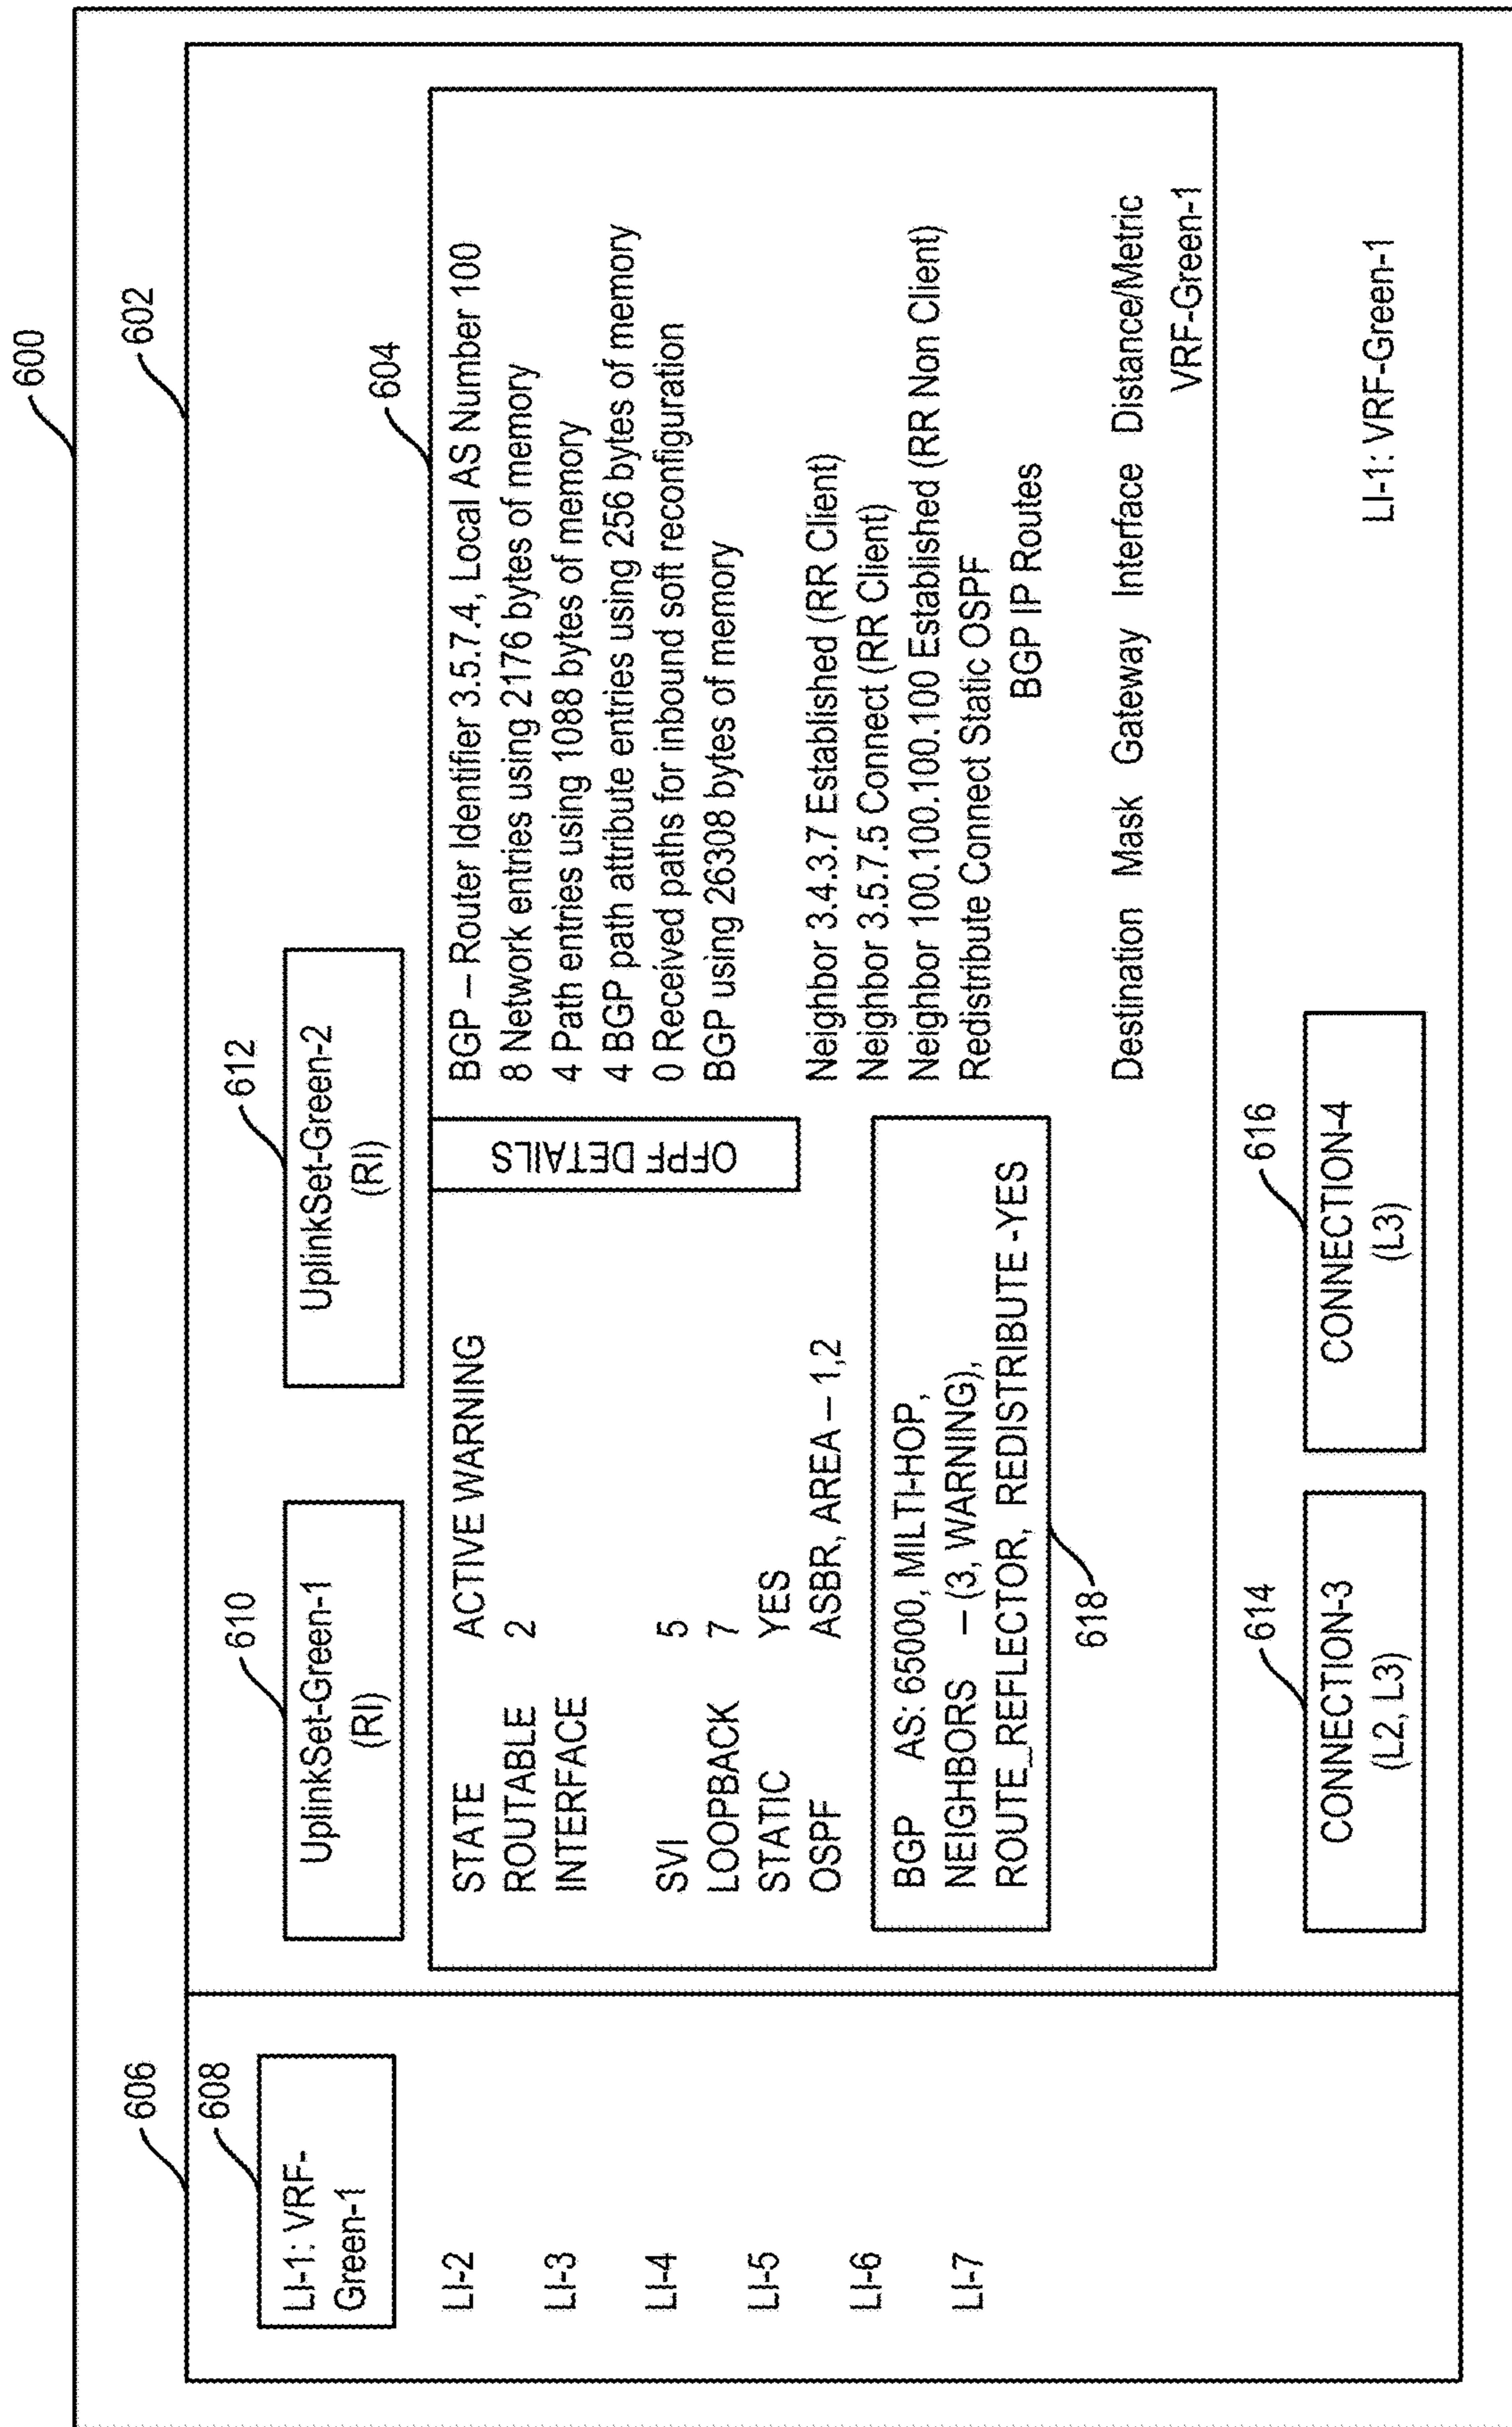 600
602
606
608
LI-1: VRF-
Green-1
LI-2
LI-3
LI-4
LI-5
LI-6
LI-7
610
UplinkSet-Green-1
(RI)
612
UplinkSet-Green-2
(RI)
604
STATE ACTIVE WARNING
ROUTABLE 2
INTERFACE
SVI 5
LOOPBACK 7
STATIC YES
OSPF ASBR, AREA – 1,2
BGP AS: 65000, MILTI-HOP,
NEIGHBORS – (3, WARNING),
ROUTE_REFLECTOR, REDISTRIBUTE -YES
618
OFPF DETAILS
BGP – Router Identifier 3.5.7.4, Local AS Number 100
8 Network entries using 2176 bytes of memory
4 Path entries using 1088 bytes of memory
4 BGP path attribute entries using 256 bytes of memory
0 Received paths for inbound soft reconfiguration
BGP using 26308 bytes of memory
Neighbor 3.4.3.7 Established (RR Client)
Neighbor 3.5.7.5 Connect (RR Client)
Neighbor 100.100.100.100 Established (RR Non Client)
Redistribute Connect Static OSPF
BGP IP Routes
Destination Mask Gateway Interface Distance/Metric
VRF-Green-1
614
CONNECTION-3
(L2, L3)
616
CONNECTION-4
(L3)
LI-1: VRF-Green-1